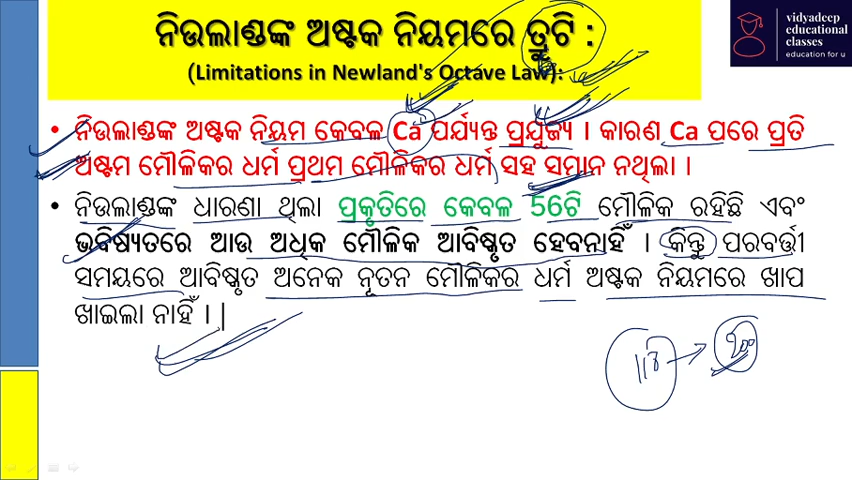 ନିଉଲାଣ୍ଡଙ୍କ ଅଷ୍ଟକ ନିୟମରେ ତ୍ରୁଟି :
(Limitations in Newland's Octave Law):
vidyadeep
educational
classes
education for u
• ନିଉଲାଣ୍ଡଙ୍କ ଅଷ୍ଟକ ନିୟମ କେବଳ Ca ପର୍ଯ୍ୟନ୍ତ ପ୍ରଯୁଜ୍ୟ । କାରଣ Ca ପରେ ପ୍ରତି
ଅଷ୍ଟମ ମୌଳିକର ଧର୍ମ ପ୍ରଥମ ମୌଳିକର ଧର୍ମ ସହ ସମାନ ନଥିଲା ।
• ନିଉଲାଣ୍ଡଙ୍କ ଧାରଣା ଥିଲା ପ୍ରକୃତିରେ କେବଳ 56ଟି ମୌଳିକ ରହିଛି ଏବଂ
ଭବିଷ୍ୟତରେ ଆଉ ଅଧିକ ମୌଳିକ ଆବିଷ୍କୃତ ହେବନାହିଁ । କିନ୍ତୁ ପରବର୍ତ୍ତୀ
ସମୟରେ ଆବିଷ୍କୃତ ଅନେକ ନୂତନ ମୌଳିକର ଧର୍ମ ଅଷ୍ଟକ ନିୟମରେ ଖାପ
ଖାଇଲା ନାହିଁ । |
118